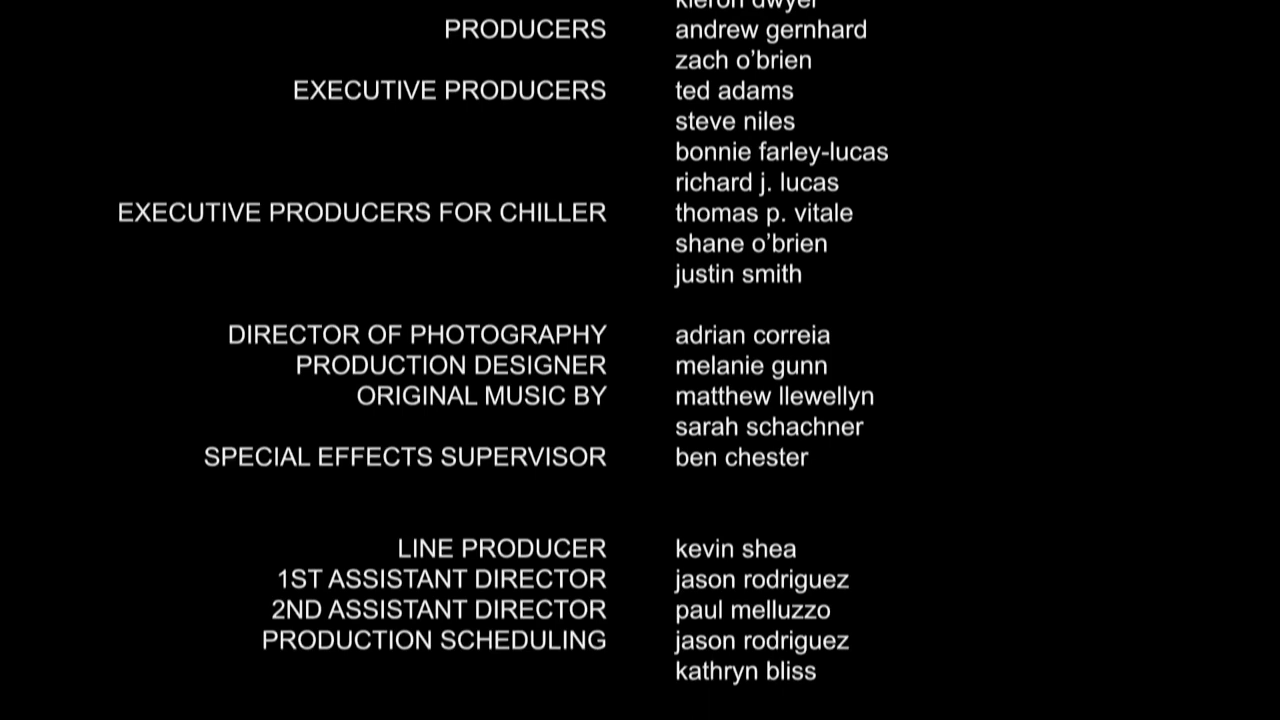 kieron dwyer
PRODUCERS andrew gernhard
zach o’brien
EXECUTIVE PRODUCERS ted adams
steve niles
bonnie farley-lucas
richard j. lucas
EXECUTIVE PRODUCERS FOR CHILLER thomas p. vitale
shane o’brien
justin smith
DIRECTOR OF PHOTOGRAPHY adrian correia
PRODUCTION DESIGNER melanie gunn
ORIGINAL MUSIC BY matthew llewellyn
sarah schachner
SPECIAL EFFECTS SUPERVISOR ben chester
LINE PRODUCER kevin shea
1ST ASSISTANT DIRECTOR jason rodriguez
2ND ASSISTANT DIRECTOR paul melluzzo
PRODUCTION SCHEDULING jason rodriguez
kathryn bliss